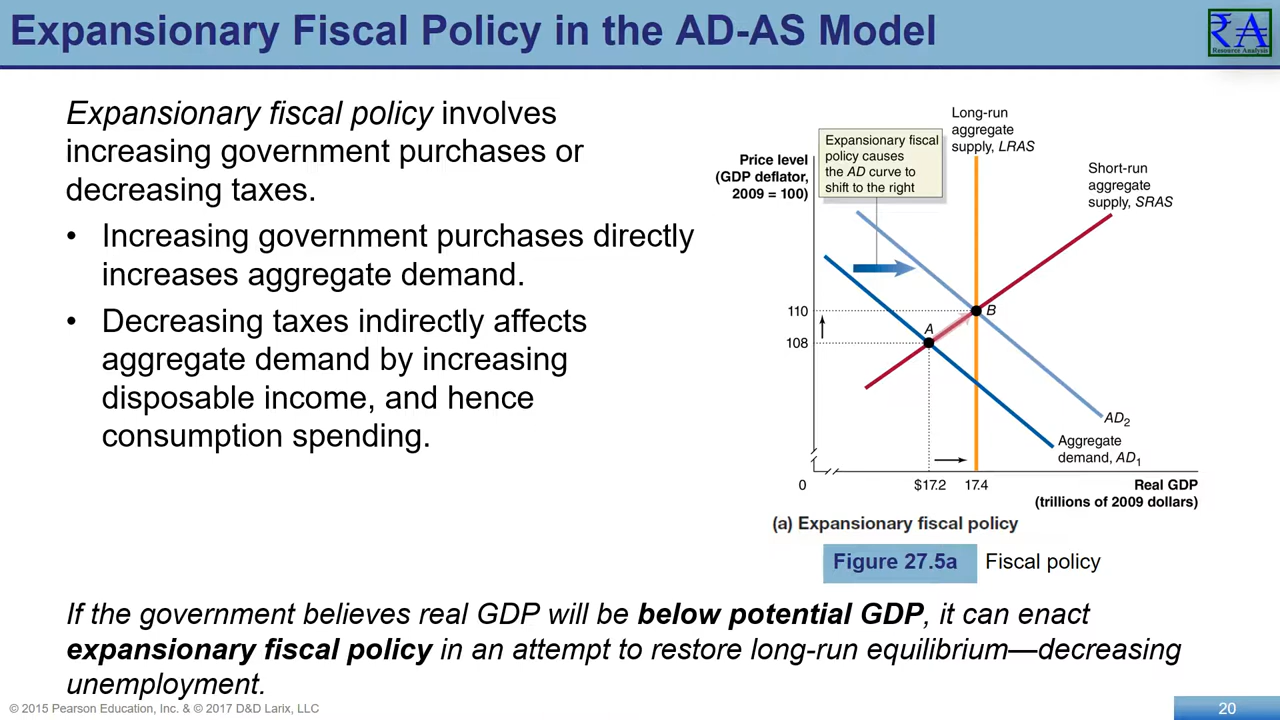 Expansionary Fiscal Policy in the AD-AS Model
₹A
Resource Analysis
Expansionary fiscal policy involves
increasing government purchases or
decreasing taxes.
• Increasing government purchases directly
increases aggregate demand.
• Decreasing taxes indirectly affects
aggregate demand by increasing
disposable income, and hence
consumption spending.
Price level
(GDP deflator,
2009 = 100)
Expansionary fiscal
policy causes
the AD curve to
shift to the right
Long-run
aggregate
supply, LRAS
Short-run
aggregate
supply, SRAS
110
B
A
108
AD2
Aggregate
demand, AD1
0
$17.2
17.4
Real GDP
(trillions of 2009 dollars)
(a) Expansionary fiscal policy
Figure 27.5a Fiscal policy
If the government believes real GDP will be below potential GDP, it can enact
expansionary fiscal policy in an attempt to restore long-run equilibrium—decreasing
unemployment.
© 2015 Pearson Education, Inc. & © 2017 D&D Larix, LLC
20